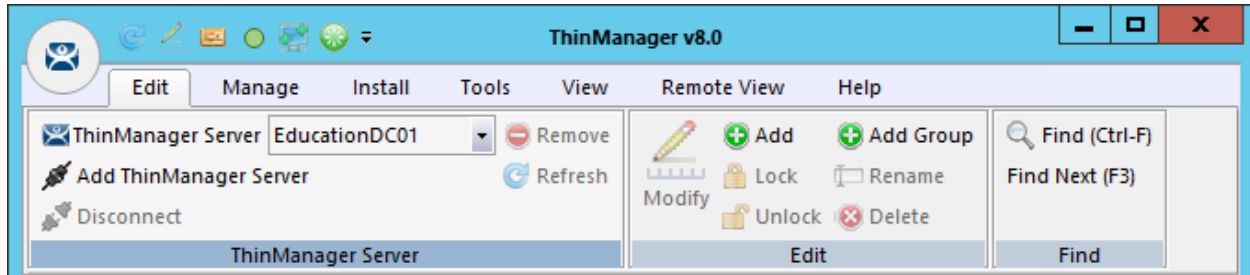 ThinManager v8.0
Edit Manage Install Tools View Remote View Help
ThinManager Server EducationDC01 Remove
Add ThinManager Server Refresh
Disconnect
ThinManager Server
Modify
Add Add Group
Lock Rename
Unlock Delete
Edit
Find (Ctrl-F)
Find Next (F3)
Find